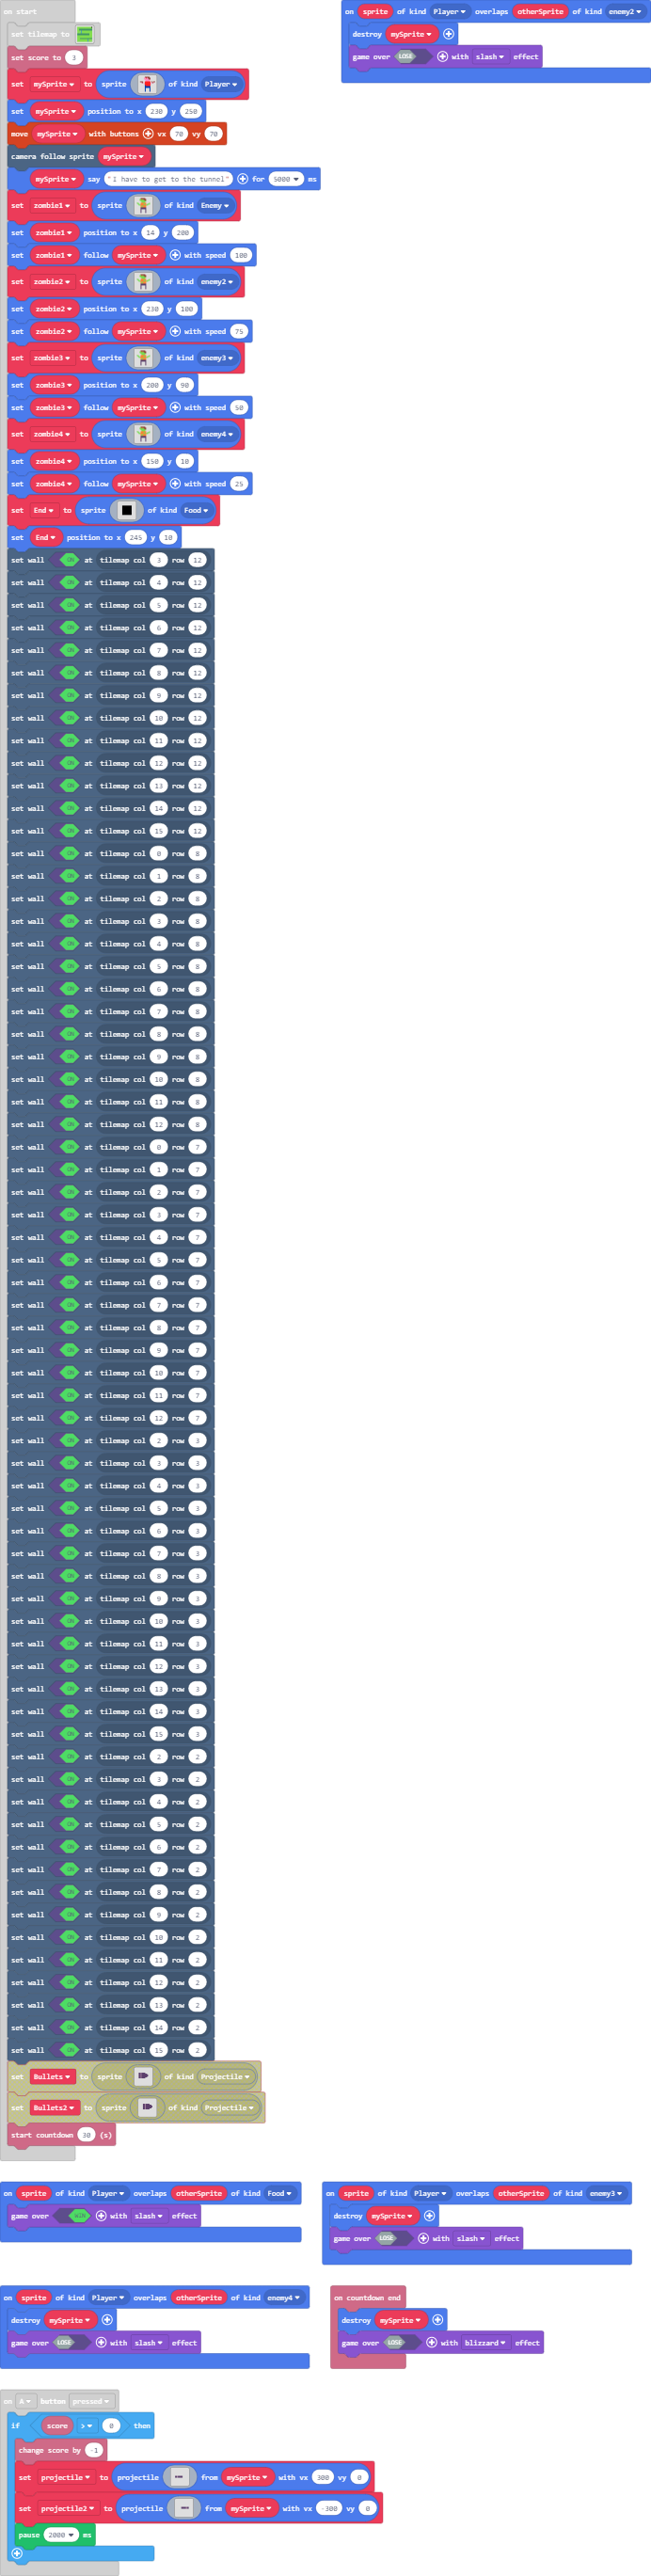 on start
set tilemap to
set score to 3
set mySprite to sprite of kind Player
set mySprite position to x 230 y 250
move mySprite with buttons vx 70 vy 70
camera follow sprite mySprite
mySprite say "I have to get to the tunnel" for 5000 ms
set zombie1 to sprite of kind Enemy
set zombie1 position to x 14 y 200
set zombie1 follow mySprite with speed 100
set zombie2 to sprite of kind enemy2
set zombie2 position to x 230 y 100
set zombie2 follow mySprite with speed 75
set zombie3 to sprite of kind enemy3
set zombie3 position to x 200 y 90
set zombie3 follow mySprite with speed 50
set zombie4 to sprite of kind enemy4
set zombie4 position to x 150 y 10
set zombie4 follow mySprite with speed 25
set End to sprite of kind Food
set End position to x 245 y 10
set wall ON at tilemap col 3 row 12
set wall ON at tilemap col 4 row 12
set wall ON at tilemap col 5 row 12
set wall ON at tilemap col 6 row 12
set wall ON at tilemap col 7 row 12
set wall ON at tilemap col 8 row 12
set wall ON at tilemap col 9 row 12
set wall ON at tilemap col 10 row 12
set wall ON at tilemap col 11 row 12
set wall ON at tilemap col 12 row 12
set wall ON at tilemap col 13 row 12
set wall ON at tilemap col 14 row 12
set wall ON at tilemap col 15 row 12
set wall ON at tilemap col 0 row 8
set wall ON at tilemap col 1 row 8
set wall ON at tilemap col 2 row 8
set wall ON at tilemap col 3 row 8
set wall ON at tilemap col 4 row 8
set wall ON at tilemap col 5 row 8
set wall ON at tilemap col 6 row 8
set wall ON at tilemap col 7 row 8
set wall ON at tilemap col 8 row 8
set wall ON at tilemap col 9 row 8
set wall ON at tilemap col 10 row 8
set wall ON at tilemap col 11 row 8
set wall ON at tilemap col 12 row 8
set wall ON at tilemap col 0 row 7
set wall ON at tilemap col 1 row 7
set wall ON at tilemap col 2 row 7
set wall ON at tilemap col 3 row 7
set wall ON at tilemap col 4 row 7
set wall ON at tilemap col 5 row 7
set wall ON at tilemap col 6 row 7
set wall ON at tilemap col 7 row 7
set wall ON at tilemap col 8 row 7
set wall ON at tilemap col 9 row 7
set wall ON at tilemap col 10 row 7
set wall ON at tilemap col 11 row 7
set wall ON at tilemap col 12 row 7
set wall ON at tilemap col 2 row 3
set wall ON at tilemap col 3 row 3
set wall ON at tilemap col 4 row 3
set wall ON at tilemap col 5 row 3
set wall ON at tilemap col 6 row 3
set wall ON at tilemap col 7 row 3
set wall ON at tilemap col 8 row 3
set wall ON at tilemap col 9 row 3
set wall ON at tilemap col 10 row 3
set wall ON at tilemap col 11 row 3
set wall ON at tilemap col 12 row 3
set wall ON at tilemap col 13 row 3
set wall ON at tilemap col 14 row 3
set wall ON at tilemap col 15 row 3
set wall ON at tilemap col 2 row 2
set wall ON at tilemap col 3 row 2
set wall ON at tilemap col 4 row 2
set wall ON at tilemap col 5 row 2
set wall ON at tilemap col 6 row 2
set wall ON at tilemap col 7 row 2
set wall ON at tilemap col 8 row 2
set wall ON at tilemap col 9 row 2
set wall ON at tilemap col 10 row 2
set wall ON at tilemap col 11 row 2
set wall ON at tilemap col 12 row 2
set wall ON at tilemap col 13 row 2
set wall ON at tilemap col 14 row 2
set wall ON at tilemap col 15 row 2
set Bullets to sprite of kind Projectile
set Bullets2 to sprite of kind Projectile
start countdown 30 (s)
on sprite of kind Player overlaps otherSprite of kind enemy2
destroy mySprite
game over LOSE with slash effect
on sprite of kind Player overlaps otherSprite of kind Food
game over WIN with slash effect
on sprite of kind Player overlaps otherSprite of kind enemy3
destroy mySprite
game over LOSE with slash effect
on sprite of kind Player overlaps otherSprite of kind enemy4
destroy mySprite
game over LOSE with slash effect
on countdown end
destroy mySprite
game over LOSE with blizzard effect
on A button pressed
if score > 0 then
change score by -1
set projectile to projectile from mySprite with vx 300 vy 0
set projectile2 to projectile from mySprite with vx -300 vy 0
pause 2000 ms